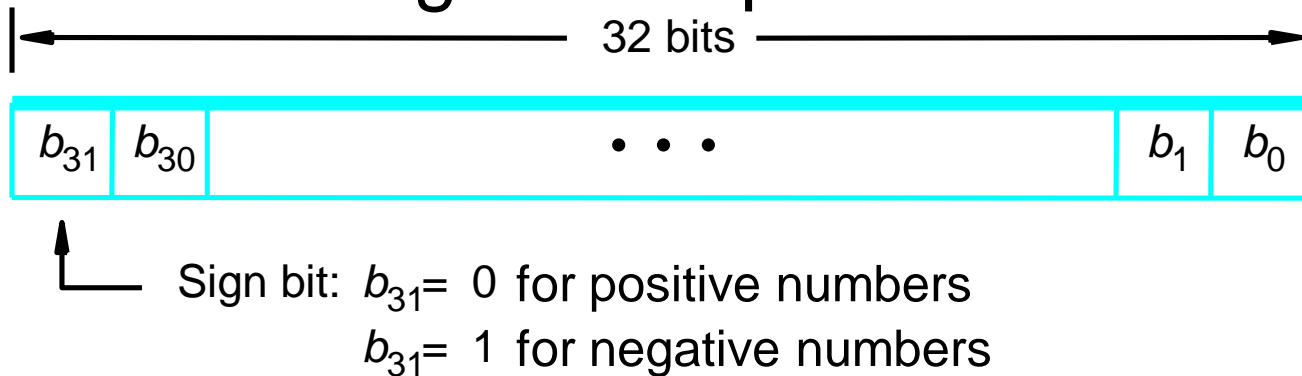 32 bits
b31 b30 • • • b1 b0
Sign bit: b31= 0 for positive numbers
b31= 1 for negative numbers